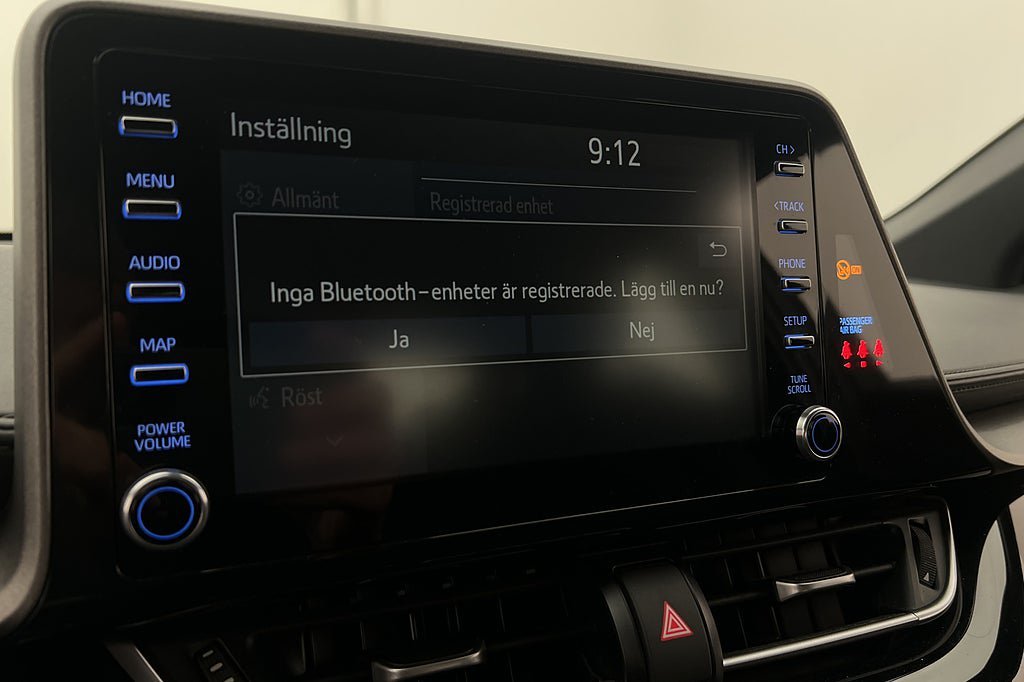 HOME
MENU
AUDIO
MAP
POWER
VOLUME
Inställning
9:12
Allmänt
Registrerad enhet
Inga Bluetooth-enheter är registrerade. Lägg till en nu?
Ja
Nej
Röst
CH >
< TRACK
PHONE
SETUP
TUNE
SCROLL
PASSENGER
AIR BAG